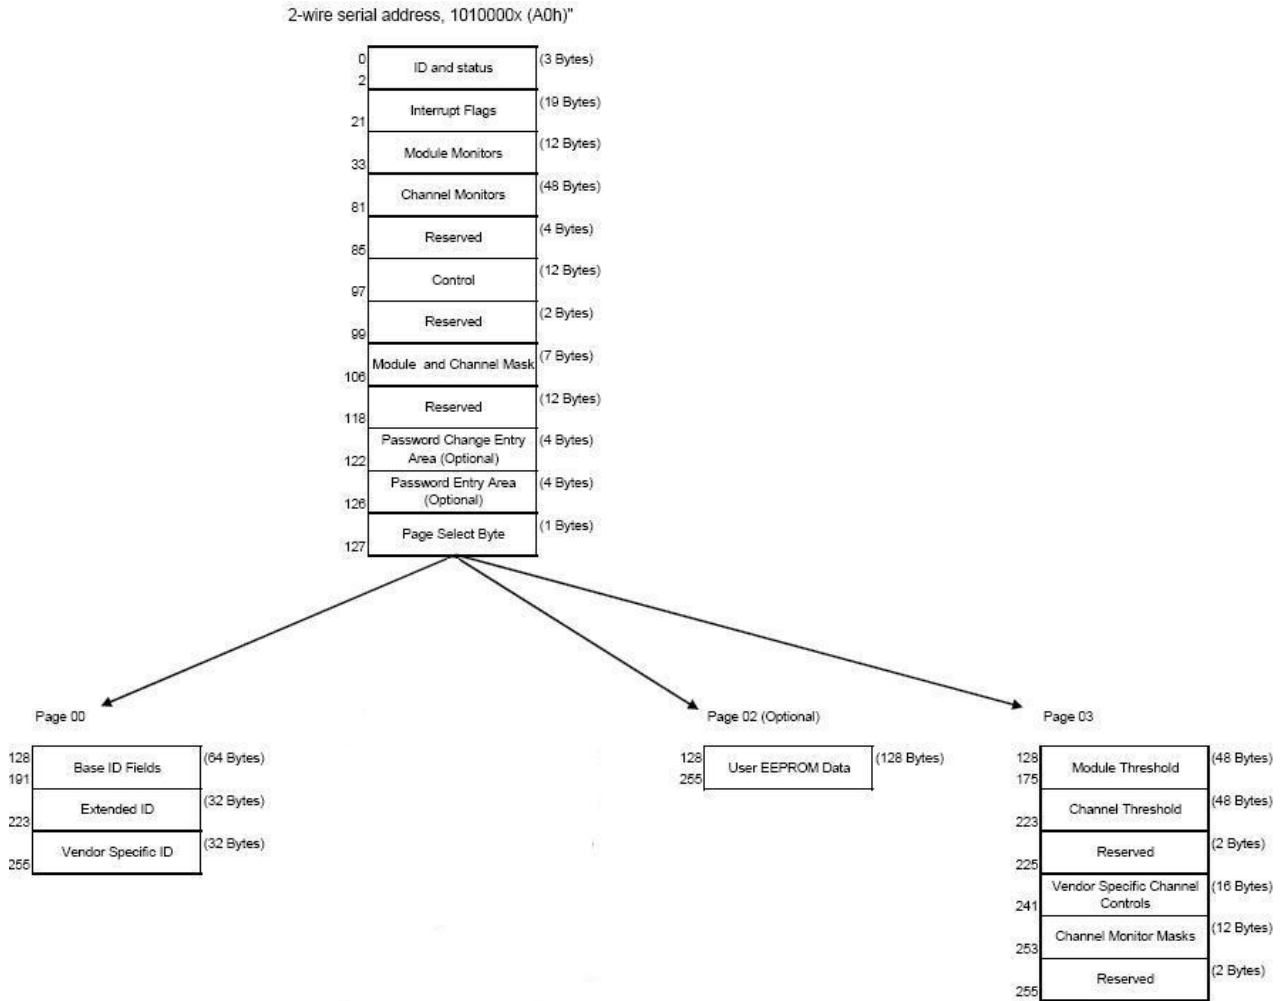 2-wire serial address, 1010000x (A0h)"
0
2
ID and status
(3 Bytes)
21
Interrupt Flags
(19 Bytes)
33
Module Monitors
(12 Bytes)
81
Channel Monitors
(48 Bytes)
85
Reserved
(4 Bytes)
97
Control
(12 Bytes)
99
Reserved
(2 Bytes)
106
Module and Channel Mask
(7 Bytes)
118
Reserved
(12 Bytes)
122
Password Change Entry
Area (Optional)
(4 Bytes)
126
Password Entry Area
(Optional)
(4 Bytes)
127
Page Select Byte
(1 Bytes)
Page 00
128
191
Base ID Fields
(64 Bytes)
223
Extended ID
(32 Bytes)
255
Vendor Specific ID
(32 Bytes)
Page 02 (Optional)
128
255
User EEPROM Data
(128 Bytes)
Page 03
128
175
Module Threshold
(48 Bytes)
223
Channel Threshold
(48 Bytes)
225
Reserved
(2 Bytes)
241
Vendor Specific Channel
Controls
(16 Bytes)
253
Channel Monitor Masks
(12 Bytes)
255
Reserved
(2 Bytes)